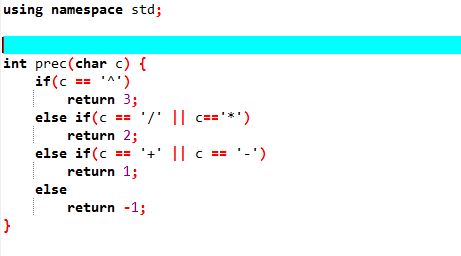 using namespace std;
int prec(char c) {
    if(c == '^')
        return 3;
    else if(c == '/' || c=='*')
        return 2;
    else if(c == '+' || c == '-')
        return 1;
    else
        return -1;
}